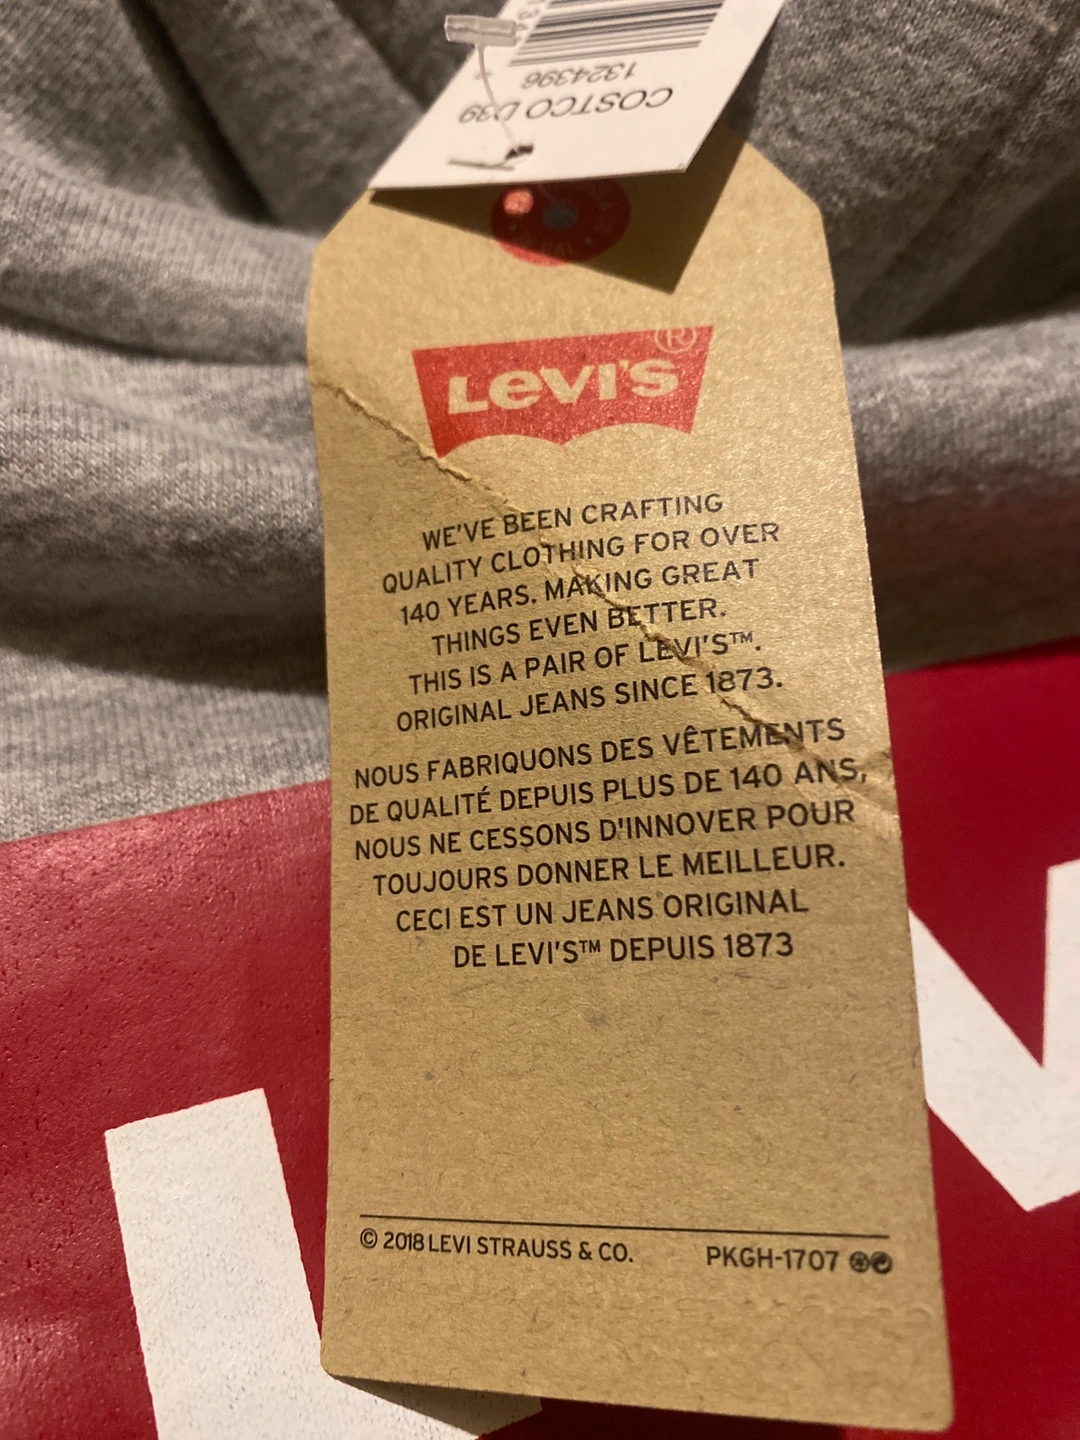 COSTCO D39
1324396
LEVI'S®
WE'VE BEEN CRAFTING
QUALITY CLOTHING FOR OVER
140 YEARS. MAKING GREAT
THINGS EVEN BETTER.
THIS IS A PAIR OF LEVI'S™.
ORIGINAL JEANS SINCE 1873.
NOUS FABRIQUONS DES VÊTEMENTS
DE QUALITÉ DEPUIS PLUS DE 140 ANS,
NOUS NE CESSONS D'INNOVER POUR
TOUJOURS DONNER LE MEILLEUR.
CECI EST UN JEANS ORIGINAL
DE LEVI'S™ DEPUIS 1873
© 2018 LEVI STRAUSS & CO.
PKGH-1707